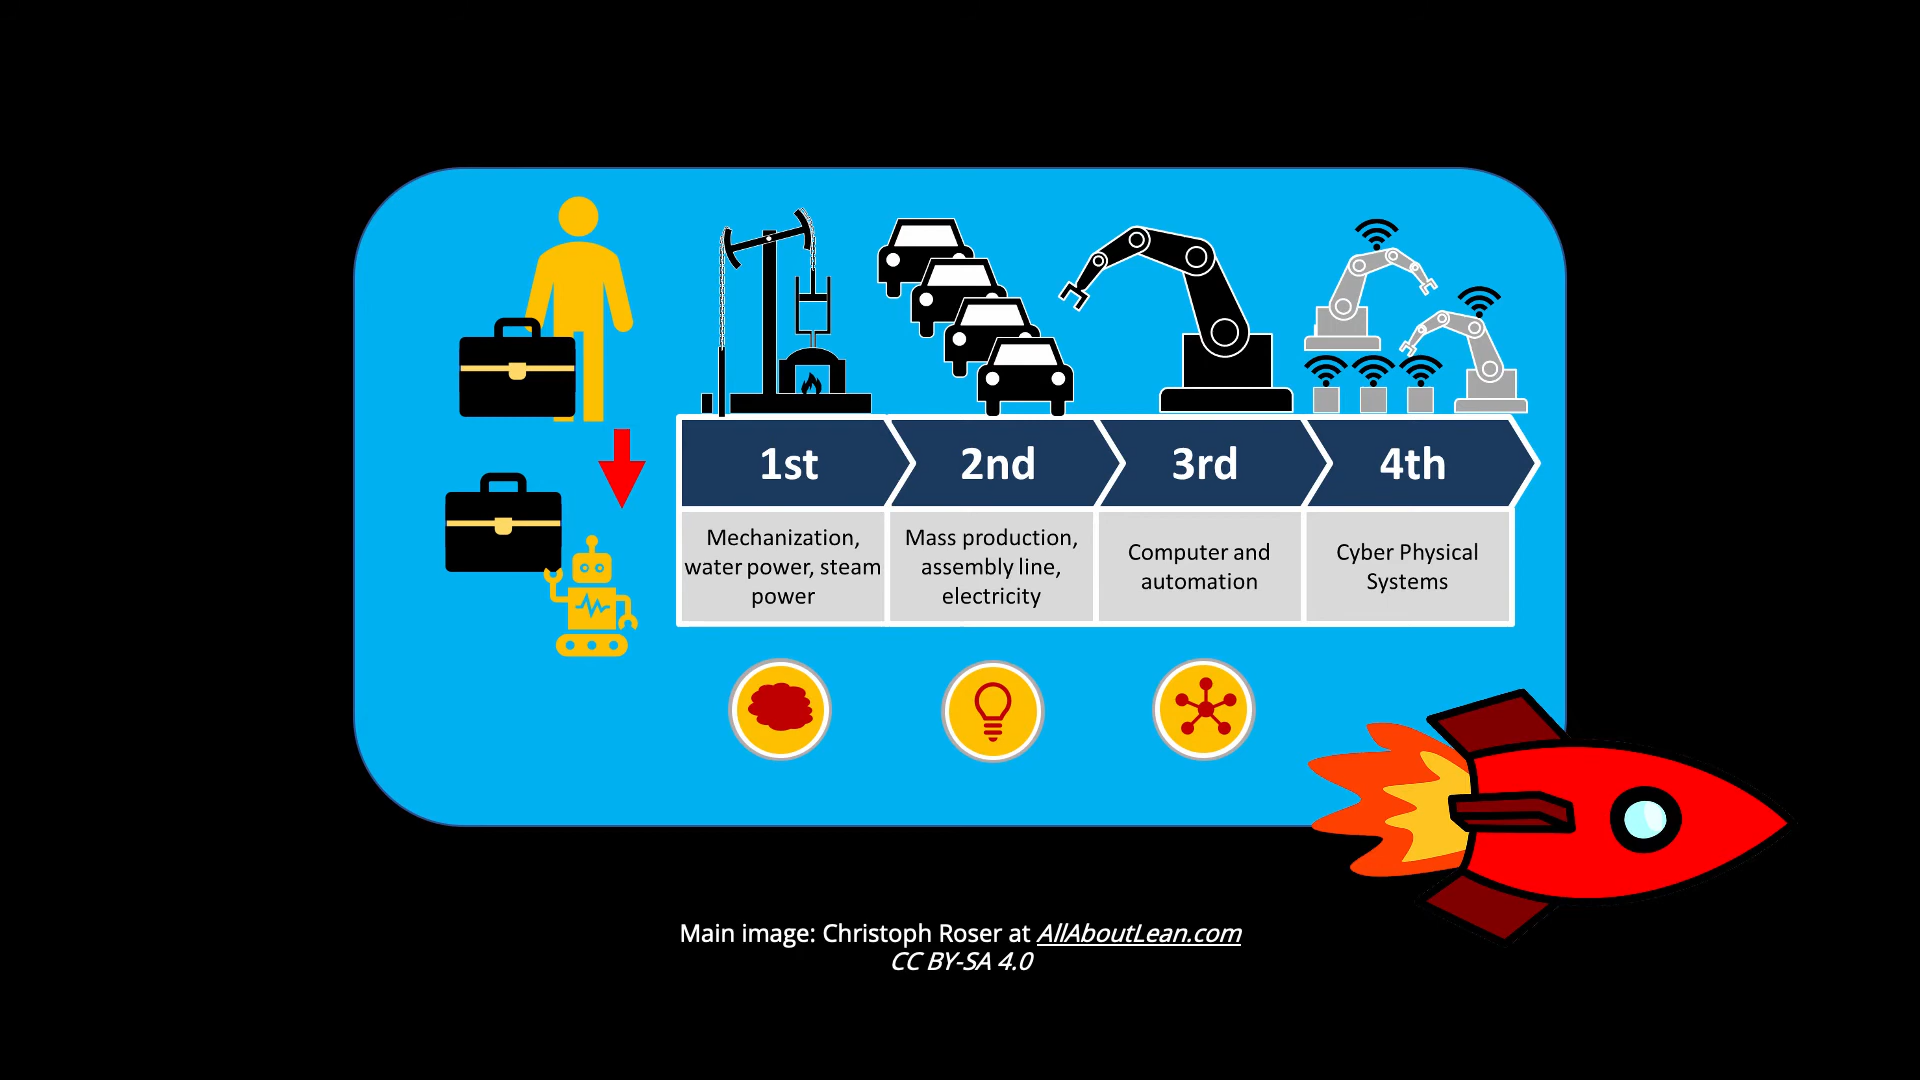 1st
2nd
3rd
4th
Mechanization,
water power, steam
power
Mass production,
assembly line,
electricity
Computer and
automation
Cyber Physical
Systems
Main image: Christoph Roser at AllAboutLean.com
CC BY-SA 4.0